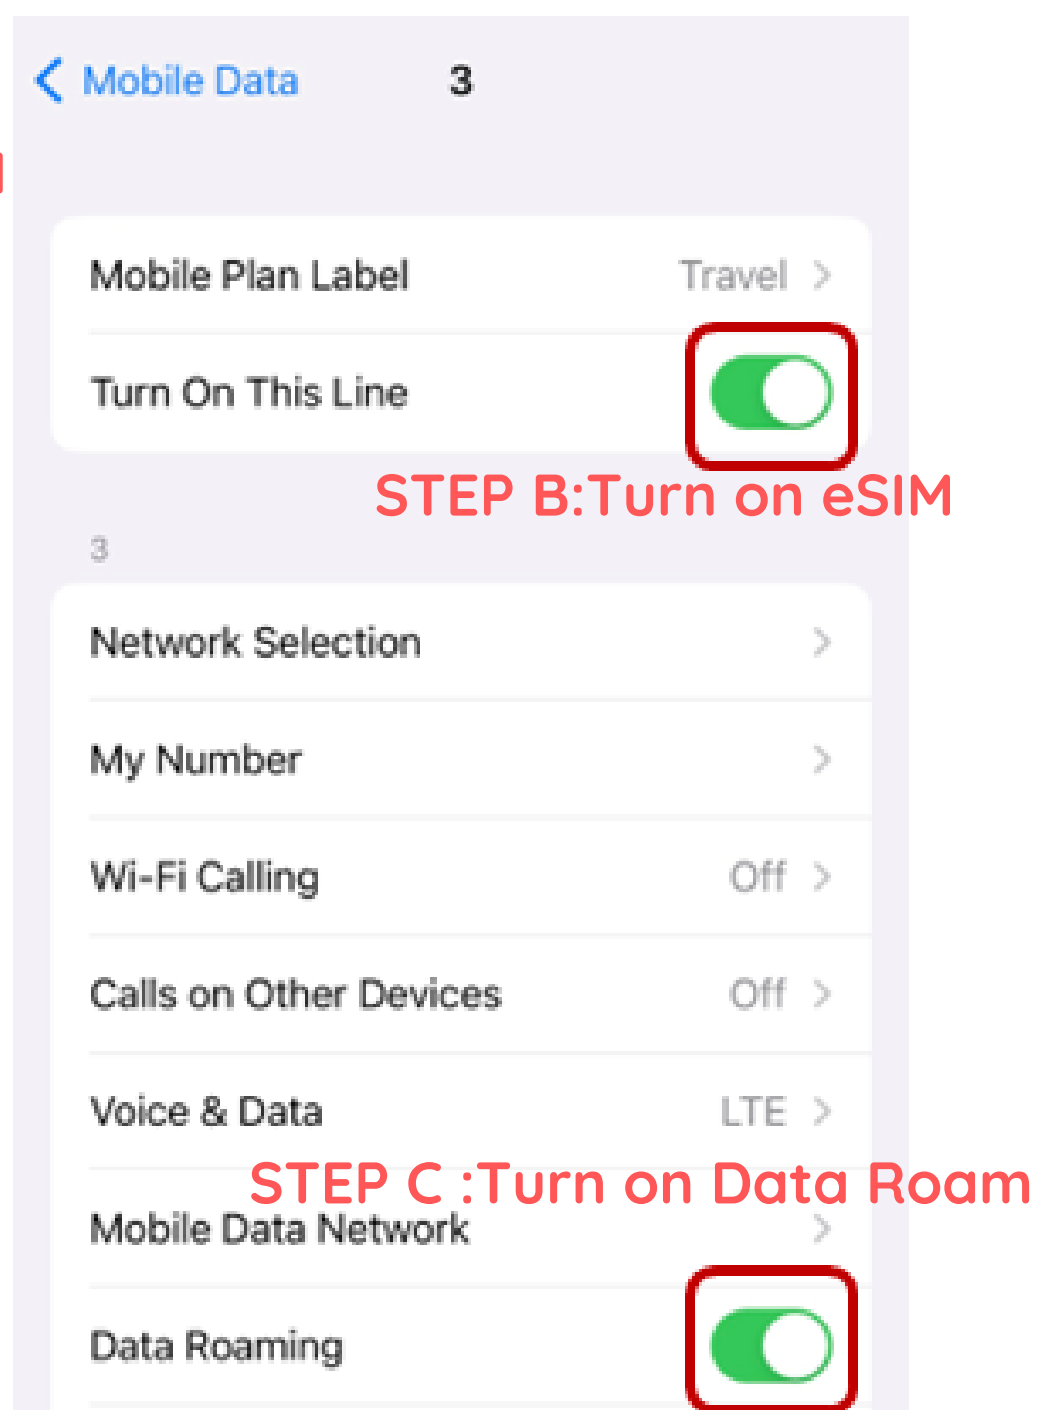 Mobile Data 3
Mobile Plan Label Travel
Turn On This Line
STEP B:Turn on eSIM
3
Network Selection
My Number
Wi-Fi Calling Off
Calls on Other Devices Off
Voice & Data LTE
STEP C :Turn on Data Roam
Mobile Data Network
Data Roaming